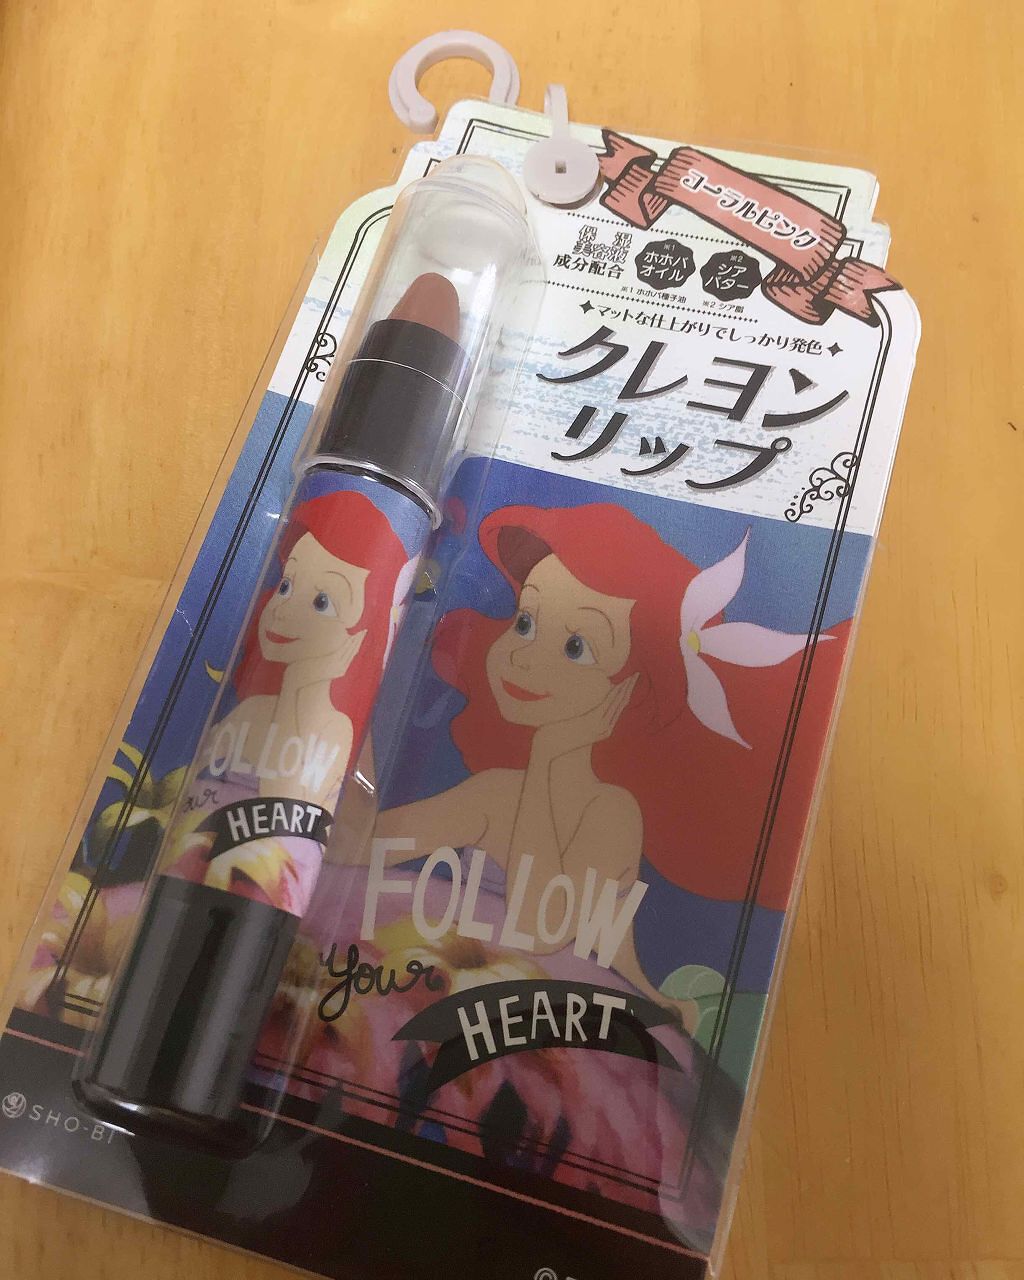 コーラルピンク
保湿
美容液
成分配合
※1
ホホバ
オイル
※2
シア
バター
※1 ホホバ種子油 ※2 シア脂
マットな仕上がりでしっかり発色
クレヨン
リップ
FOLLOW
your
HEART
FOLLOW
HEART
SHO-BI